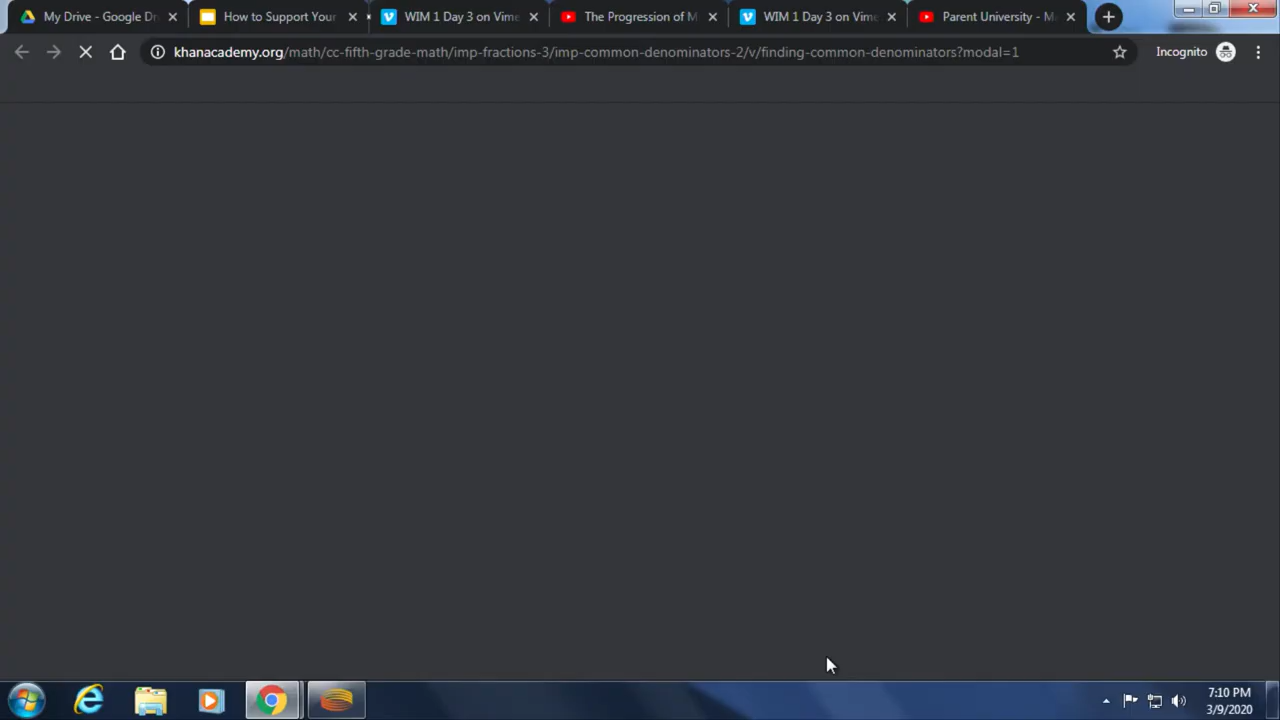 My Drive - Google Dr
How to Support Your
WIM 1 Day 3 on Vime
The Progression of M
WIM 1 Day 3 on Vime
Parent University - Ma
khanacademy.org/math/cc-fifth-grade-math/imp-fractions-3/imp-common-denominators-2/v/finding-common-denominators?modal=1
Incognito
7:10 PM
3/9/2020